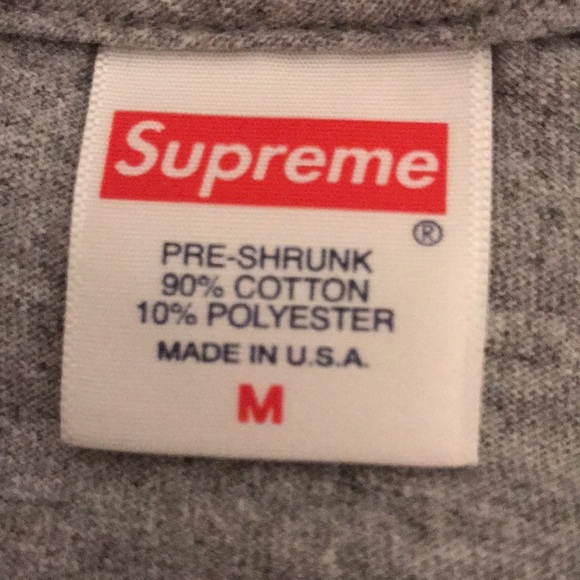 Supreme
®
PRE-SHRUNK
90% COTTON
10% POLYESTER
MADE IN U.S.A.
M